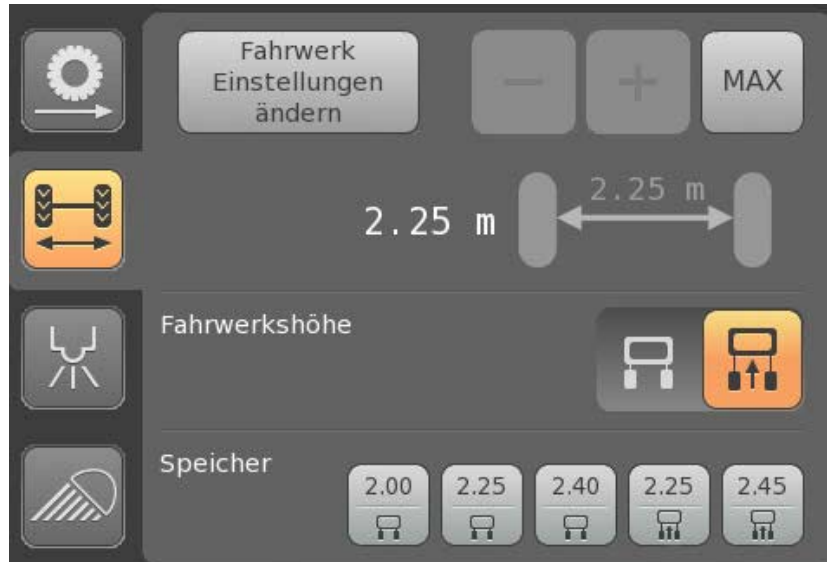 Fahrwerk
Einstellungen
ändern
− + MAX
2.25 m
2.25 m
Fahrwerkshöhe
Speicher
2.00 2.25 2.40 2.25 2.45